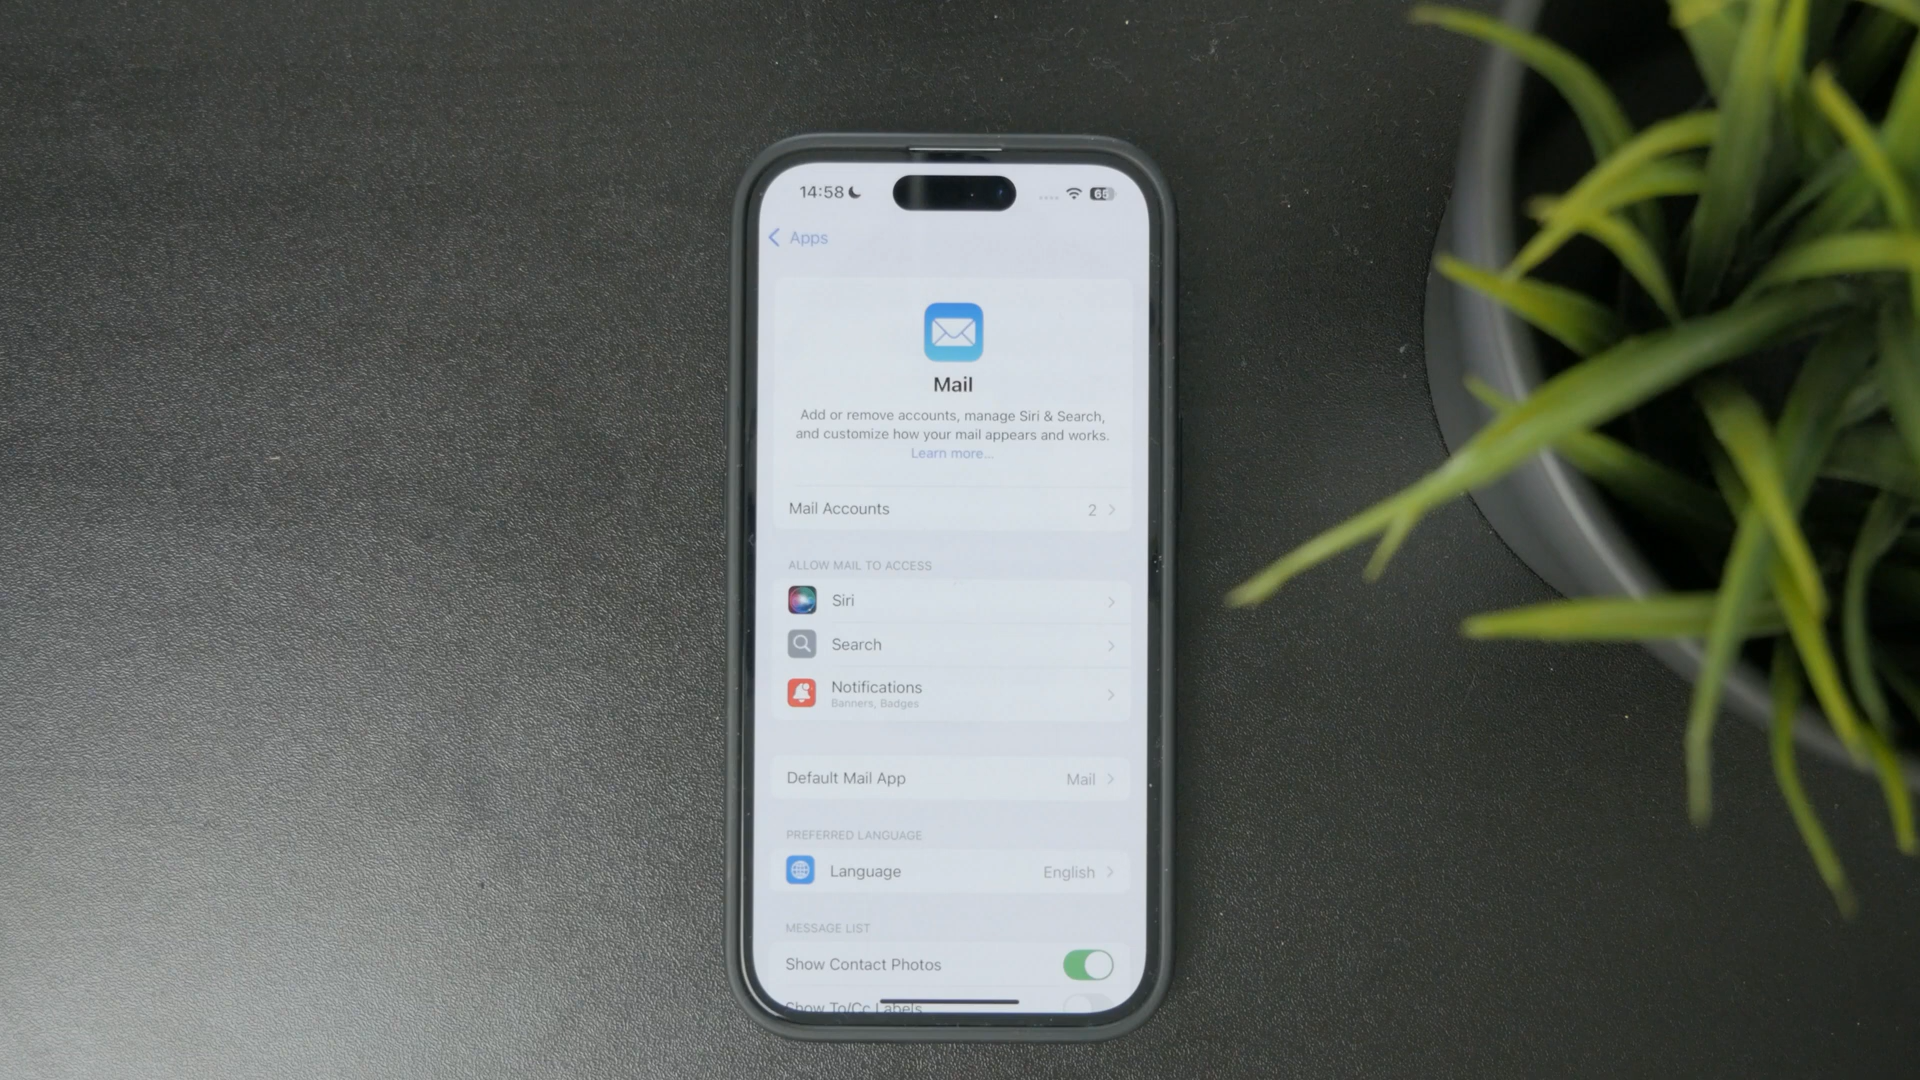 14:58
65
Apps
Mail
Add or remove accounts, manage Siri & Search,
and customize how your mail appears and works.
Learn more...
Mail Accounts 2
ALLOW MAIL TO ACCESS
Siri
Search
Notifications
Banners, Badges
Default Mail App Mail
PREFERRED LANGUAGE
Language English
MESSAGE LIST
Show Contact Photos
Show To/Cc Labels